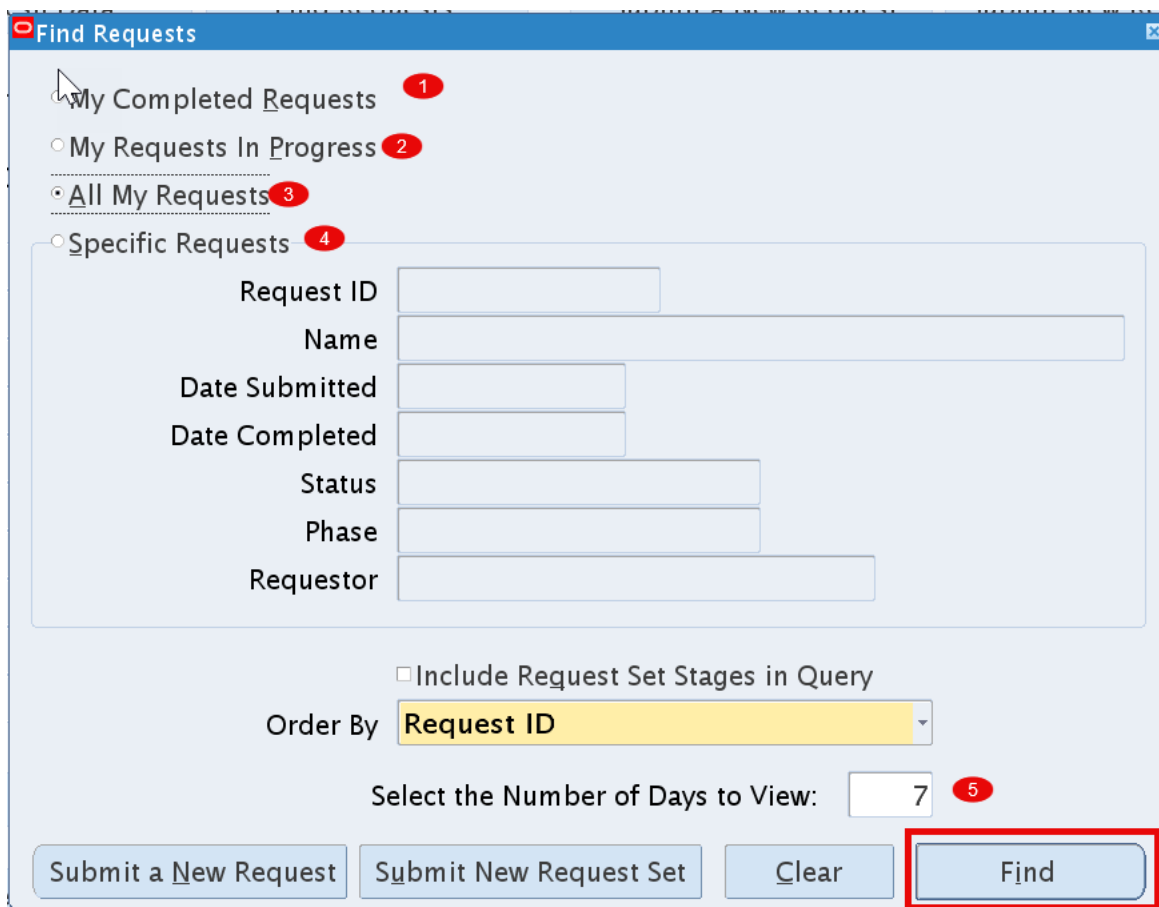 Find Requests
My Completed Requests 1
My Requests In Progress 2
All My Requests 3
Specific Requests 4
Request ID
Name
Date Submitted
Date Completed
Status
Phase
Requestor
Include Request Set Stages in Query
Order By Request ID
Select the Number of Days to View: 7 5
Submit a New Request Submit New Request Set Clear Find